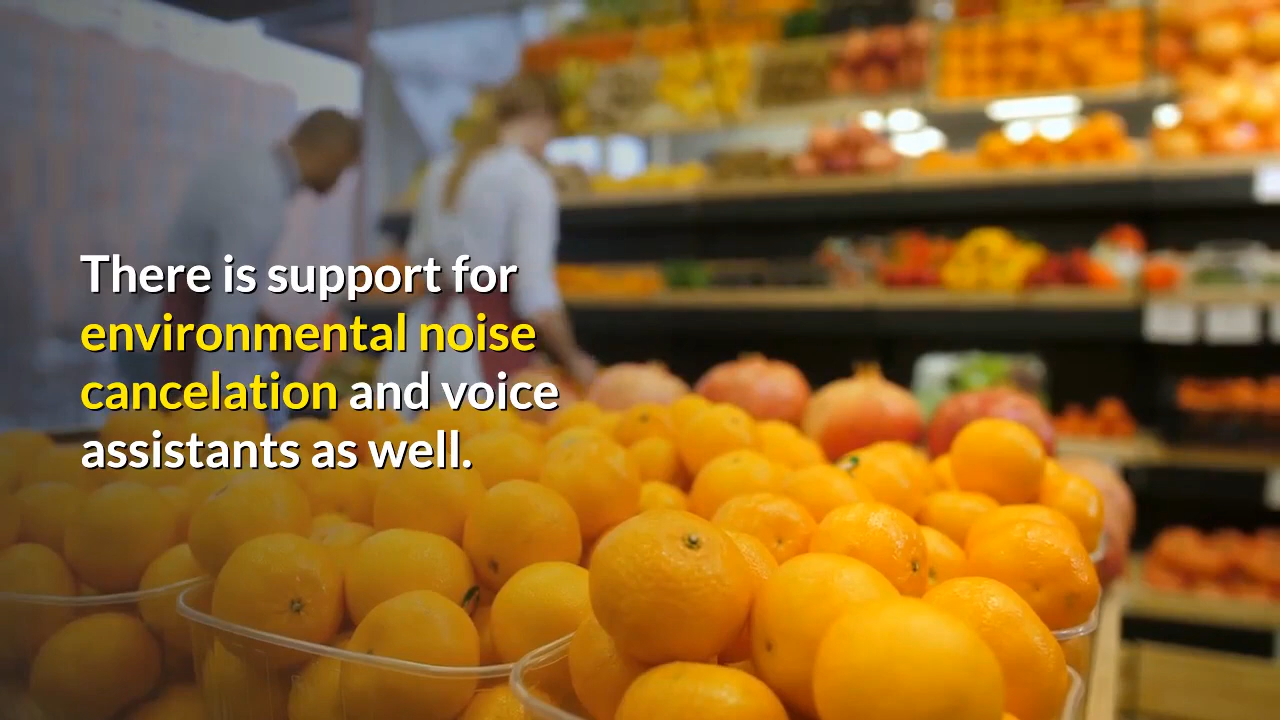 There is support for
environmental noise
cancelation and voice
assistants as well.